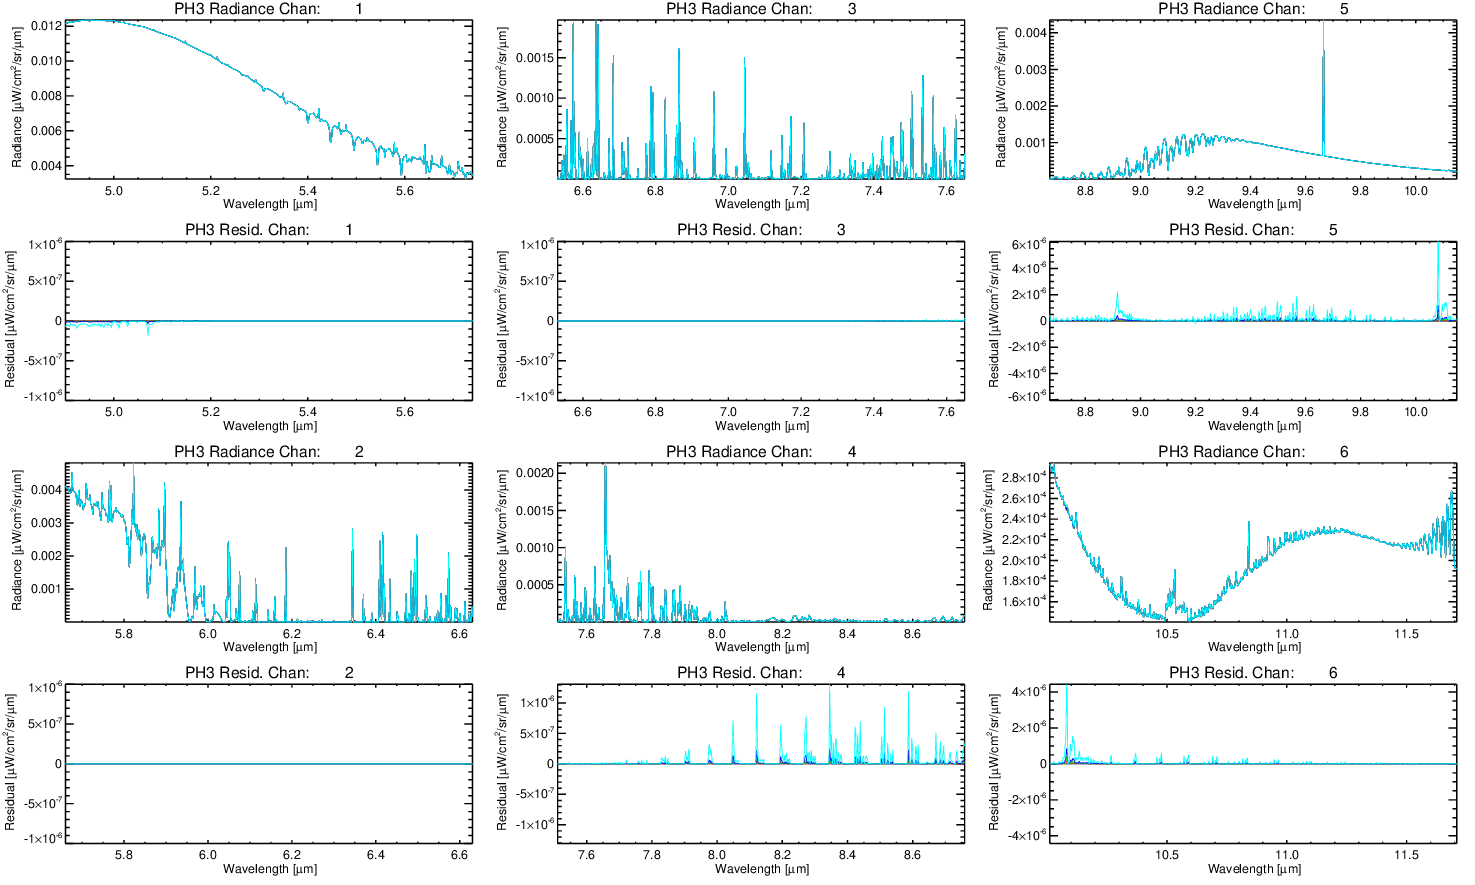 PH3 Radiance Chan: 1
Radiance [μW/cm²/sr/μm]
0.012
0.010
0.008
0.006
0.004
5.0 5.2 5.4 5.6
Wavelength [μm]
PH3 Radiance Chan: 3
Radiance [μW/cm²/sr/μm]
0.0015
0.0010
0.0005
6.6 6.8 7.0 7.2 7.4 7.6
Wavelength [μm]
PH3 Radiance Chan: 5
Radiance [μW/cm²/sr/μm]
0.004
0.003
0.002
0.001
8.8 9.0 9.2 9.4 9.6 9.8 10.0
Wavelength [μm]
PH3 Resid. Chan: 1
Residual [μW/cm²/sr/μm]
1×10⁻⁶
5×10⁻⁷
0
-5×10⁻⁷
-1×10⁻⁶
5.0 5.2 5.4 5.6
Wavelength [μm]
PH3 Resid. Chan: 3
Residual [μW/cm²/sr/μm]
1×10⁻⁶
5×10⁻⁷
0
-5×10⁻⁷
-1×10⁻⁶
6.6 6.8 7.0 7.2 7.4 7.6
Wavelength [μm]
PH3 Resid. Chan: 5
Residual [μW/cm²/sr/μm]
6×10⁻⁶
4×10⁻⁶
2×10⁻⁶
0
-2×10⁻⁶
-4×10⁻⁶
-6×10⁻⁶
8.8 9.0 9.2 9.4 9.6 9.8 10.0
Wavelength [μm]
PH3 Radiance Chan: 2
Radiance [μW/cm²/sr/μm]
0.004
0.003
0.002
0.001
5.8 6.0 6.2 6.4 6.6
Wavelength [μm]
PH3 Radiance Chan: 4
Radiance [μW/cm²/sr/μm]
0.0020
0.0015
0.0010
0.0005
7.6 7.8 8.0 8.2 8.4 8.6
Wavelength [μm]
PH3 Radiance Chan: 6
Radiance [μW/cm²/sr/μm]
2.8×10⁻⁴
2.6×10⁻⁴
2.4×10⁻⁴
2.2×10⁻⁴
2.0×10⁻⁴
1.8×10⁻⁴
1.6×10⁻⁴
10.5 11.0 11.5
Wavelength [μm]
PH3 Resid. Chan: 2
Residual [μW/cm²/sr/μm]
1×10⁻⁶
5×10⁻⁷
0
-5×10⁻⁷
-1×10⁻⁶
5.8 6.0 6.2 6.4 6.6
Wavelength [μm]
PH3 Resid. Chan: 4
Residual [μW/cm²/sr/μm]
1×10⁻⁶
5×10⁻⁷
0
-5×10⁻⁷
-1×10⁻⁶
7.6 7.8 8.0 8.2 8.4 8.6
Wavelength [μm]
PH3 Resid. Chan: 6
Residual [μW/cm²/sr/μm]
4×10⁻⁶
2×10⁻⁶
0
-2×10⁻⁶
-4×10⁻⁶
10.5 11.0 11.5
Wavelength [μm]